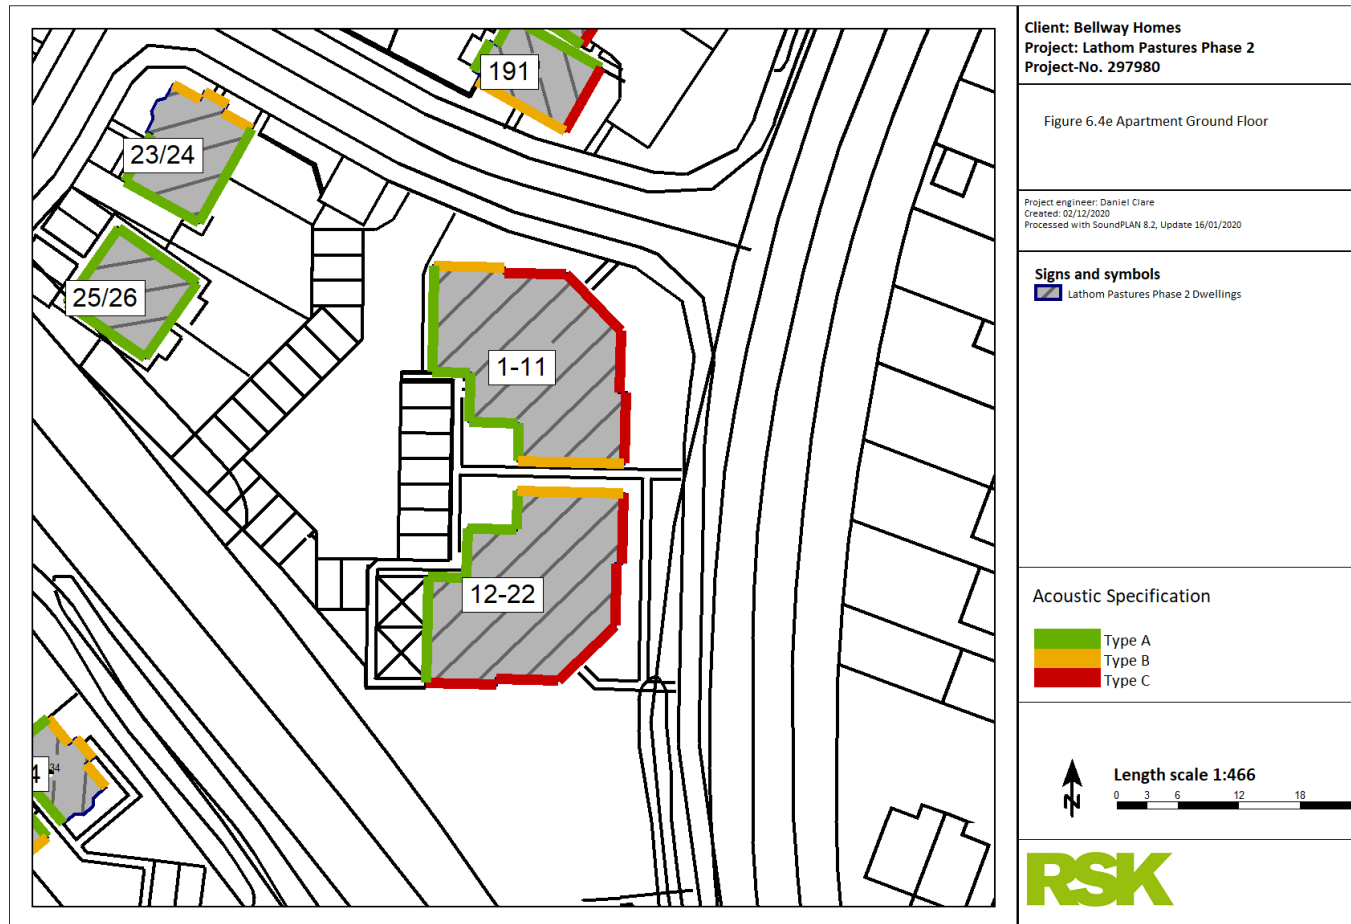 Client: Bellway Homes
Project: Lathom Pastures Phase 2
Project-No. 297980
Figure 6.4e Apartment Ground Floor
Project engineer: Daniel Clare
Created: 02/12/2020
Processed with SoundPLAN 8.2, Update 16/01/2020
Signs and symbols
Lathom Pastures Phase 2 Dwellings
Acoustic Specification
Type A
Type B
Type C
N
Length scale 1:466
0 3 6 12 18
RSK
191
23/24
25/26
1-11
12-22
4
34